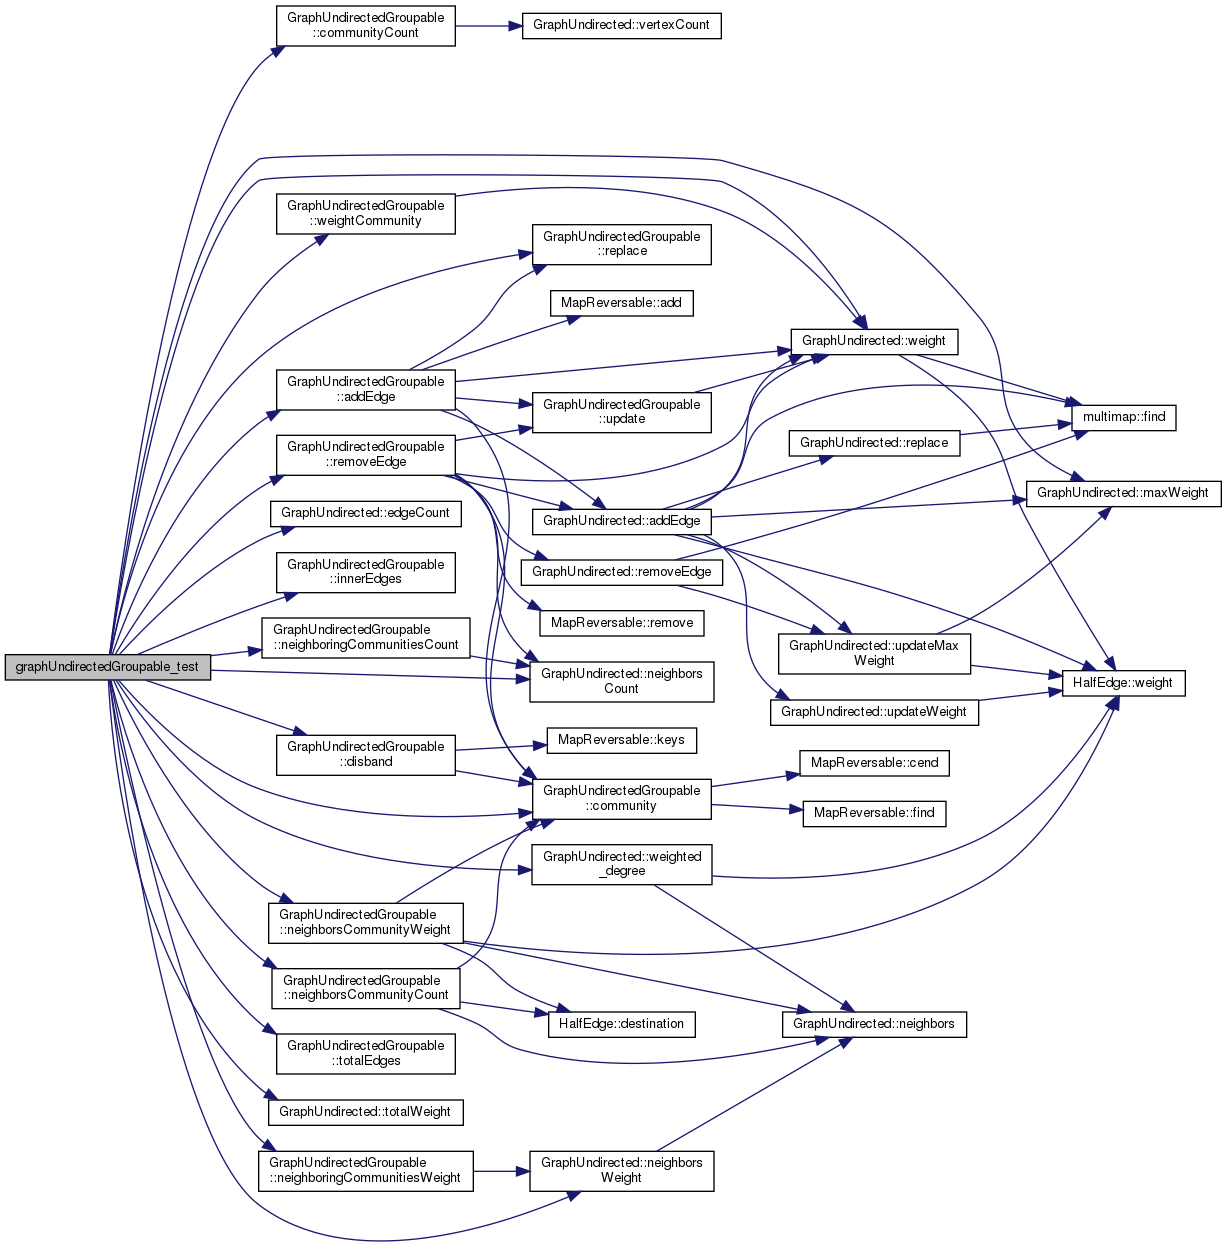 GraphUndirectedGroupable
::communityCount
GraphUndirected::vertexCount
GraphUndirectedGroupable
::weightCommunity
GraphUndirectedGroupable
::replace
MapReversable::add
GraphUndirected::weight
GraphUndirectedGroupable
::addEdge
GraphUndirectedGroupable
::update
multimap::find
GraphUndirectedGroupable
::removeEdge
GraphUndirected::replace
GraphUndirected::maxWeight
GraphUndirected::edgeCount
GraphUndirected::addEdge
GraphUndirectedGroupable
::innerEdges
GraphUndirected::removeEdge
MapReversable::remove
GraphUndirectedGroupable
::neighboringCommunitiesCount
GraphUndirected::updateMax
Weight
graphUndirectedGroupable_test
GraphUndirected::neighbors
Count
HalfEdge::weight
GraphUndirected::updateWeight
GraphUndirectedGroupable
::disband
MapReversable::keys
MapReversable::cend
GraphUndirectedGroupable
::community
MapReversable::find
GraphUndirected::weighted
_degree
GraphUndirectedGroupable
::neighborsCommunityWeight
GraphUndirectedGroupable
::neighborsCommunityCount
HalfEdge::destination
GraphUndirected::neighbors
GraphUndirectedGroupable
::totalEdges
GraphUndirected::totalWeight
GraphUndirectedGroupable
::neighboringCommunitiesWeight
GraphUndirected::neighbors
Weight